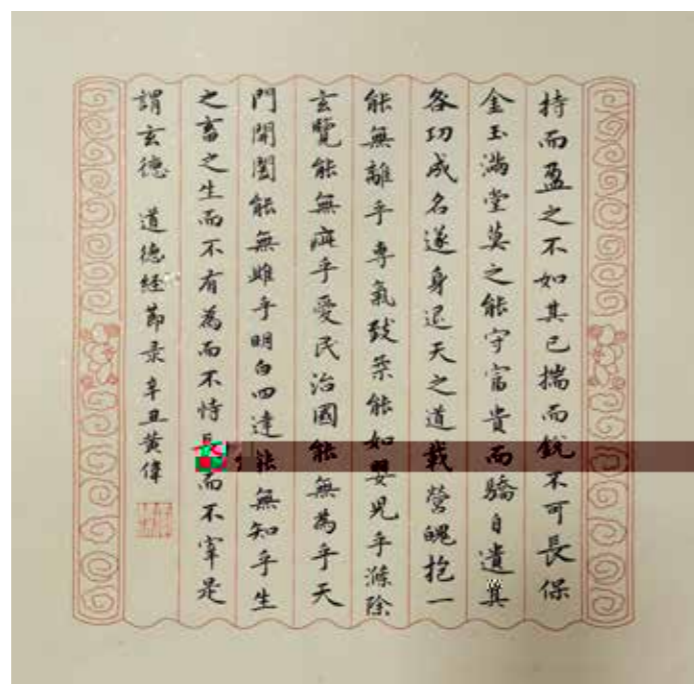 持而盈之不如其已揣而銳不可長保
金玉滿堂莫之能守富貴而驕自遺其
咎功成名遂身退天之道載營魄抱一
能無離乎專氣致柔能如嬰兒乎滌除
玄覽能無疵乎愛民治國能無為乎天
門開闔能無雌乎明白四達能無知乎生
之畜之生而不有為而不恃長而不宰是
謂玄德 道德経節录 辛丑黃偉